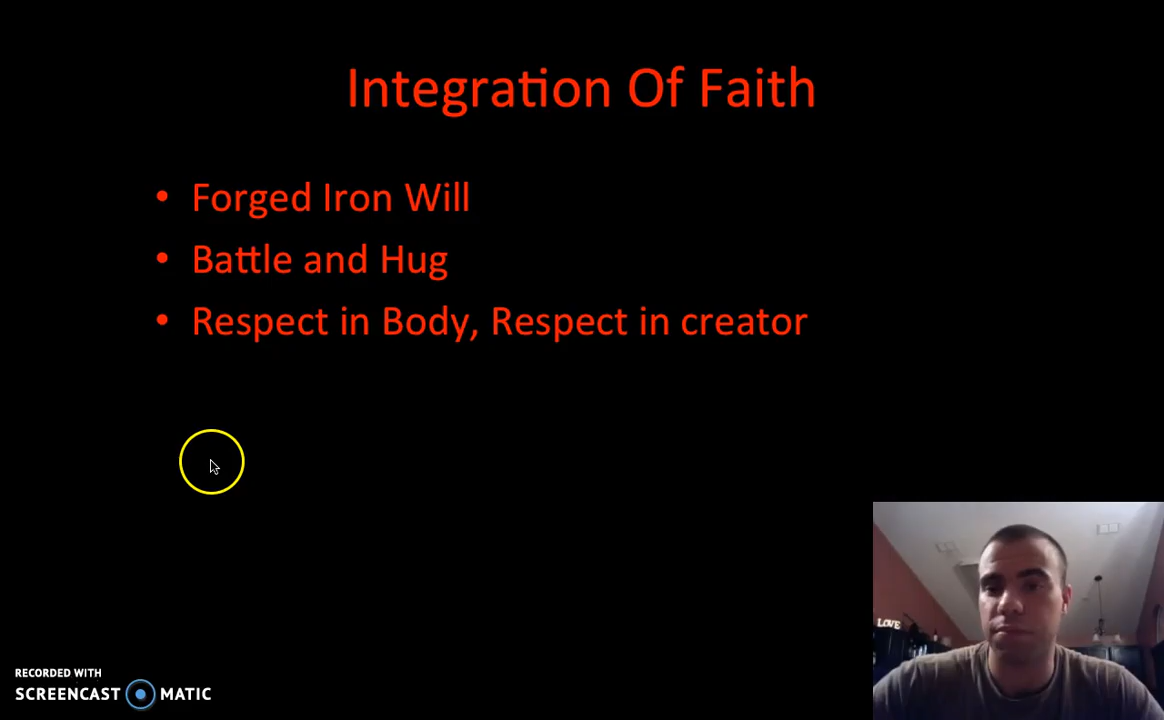 Integration Of Faith
• Forged Iron Will
• Battle and Hug
• Respect in Body, Respect in creator
LOVE
RECORDED WITH
SCREENCAST MATIC